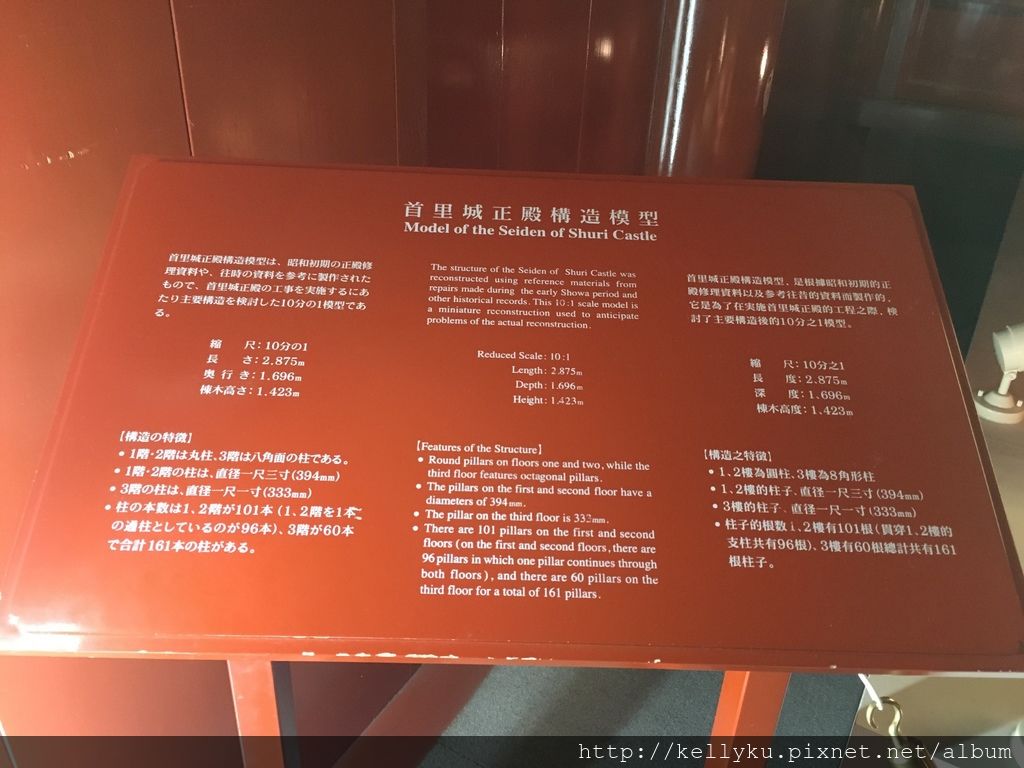 首里城正殿構造模型
Model of the Seiden of Shuri Castle
首里城正殿構造模型は、昭和初期の正殿修
理資料や、往時の資料を参考に製作された
もので、首里城正殿の工事を実施するにあ
たり主要構造を検討した10分の1模型であ
る。
縮　尺：10分の1
長　さ：2.875m
奥行き：1.696m
棟木高さ：1.423m
【構造の特徴】
●1階・2階は丸柱、3階は八角面の柱である。
●1階・2階の柱は、直径一尺三寸(394mm)
●3階の柱は、直径一尺一寸(333mm)
●柱の本数は1、2階が101本(1、2階を1本
の通柱としているのが96本)、3階が60本
で合計161本の柱がある。
The structure of the Seiden of Shuri Castle was
reconstructed using reference materials from
repairs made during the early Showa period and
other historical records. This 10:1 scale model is
a miniature reconstruction used to anticipate
problems of the actual reconstruction.
Reduced Scale: 10:1
Length: 2.875m
Depth: 1.696m
Height: 1.423m
【Features of the Structure】
● Round pillars on floors one and two, while the
third floor features octagonal pillars.
● The pillars on the first and second floor have a
diameters of 394mm.
● The pillar on the third floor is 333mm.
● There are 101 pillars on the first and second
floors (on the first and second floors, there are
96 pillars in which one pillar continues through
both floors), and there are 60 pillars on the
third floor for a total of 161 pillars.
首里城正殿構造模型，是根據昭和初期的正
殿修理資料以及參考往昔的資料而製作的，
它是為了在實施首里城正殿的工程之際，檢
討了主要構造後的10分之1模型。
縮　尺：10分之1
長　度：2.875m
深　度：1.696m
棟木高度：1.423m
【構造之特徵】
●1、2樓為圓柱、3樓為8角形柱
●1、2樓的柱子、直徑一尺三寸(394mm)
●3樓的柱子、直徑一尺一寸(333mm)
●柱子的根數1、2樓有101根(貫穿1、2樓的
支柱共有96根)、3樓有60根總計共有161
根柱子。
http://kellyku.pixnet.net/album